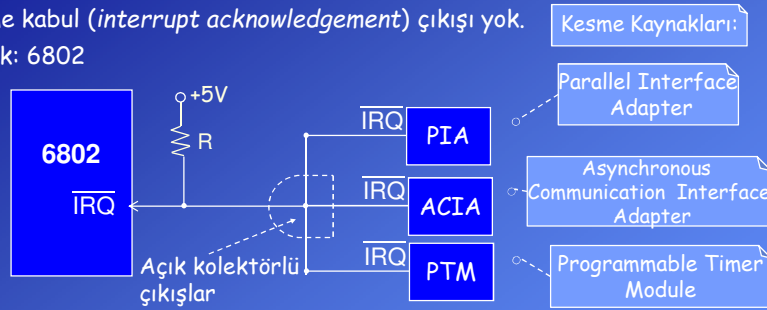 e kabul (interrupt acknowledgement) çıkışı yok.
k: 6802
Kesme Kaynakları:
+5V
R
6802
IRQ
IRQ
PIA
IRQ
ACIA
IRQ
PTM
Açık kolektörlü
çıkışlar
Parallel Interface
Adapter
Asynchronous
Communication Interface
Adapter
Programmable Timer
Module